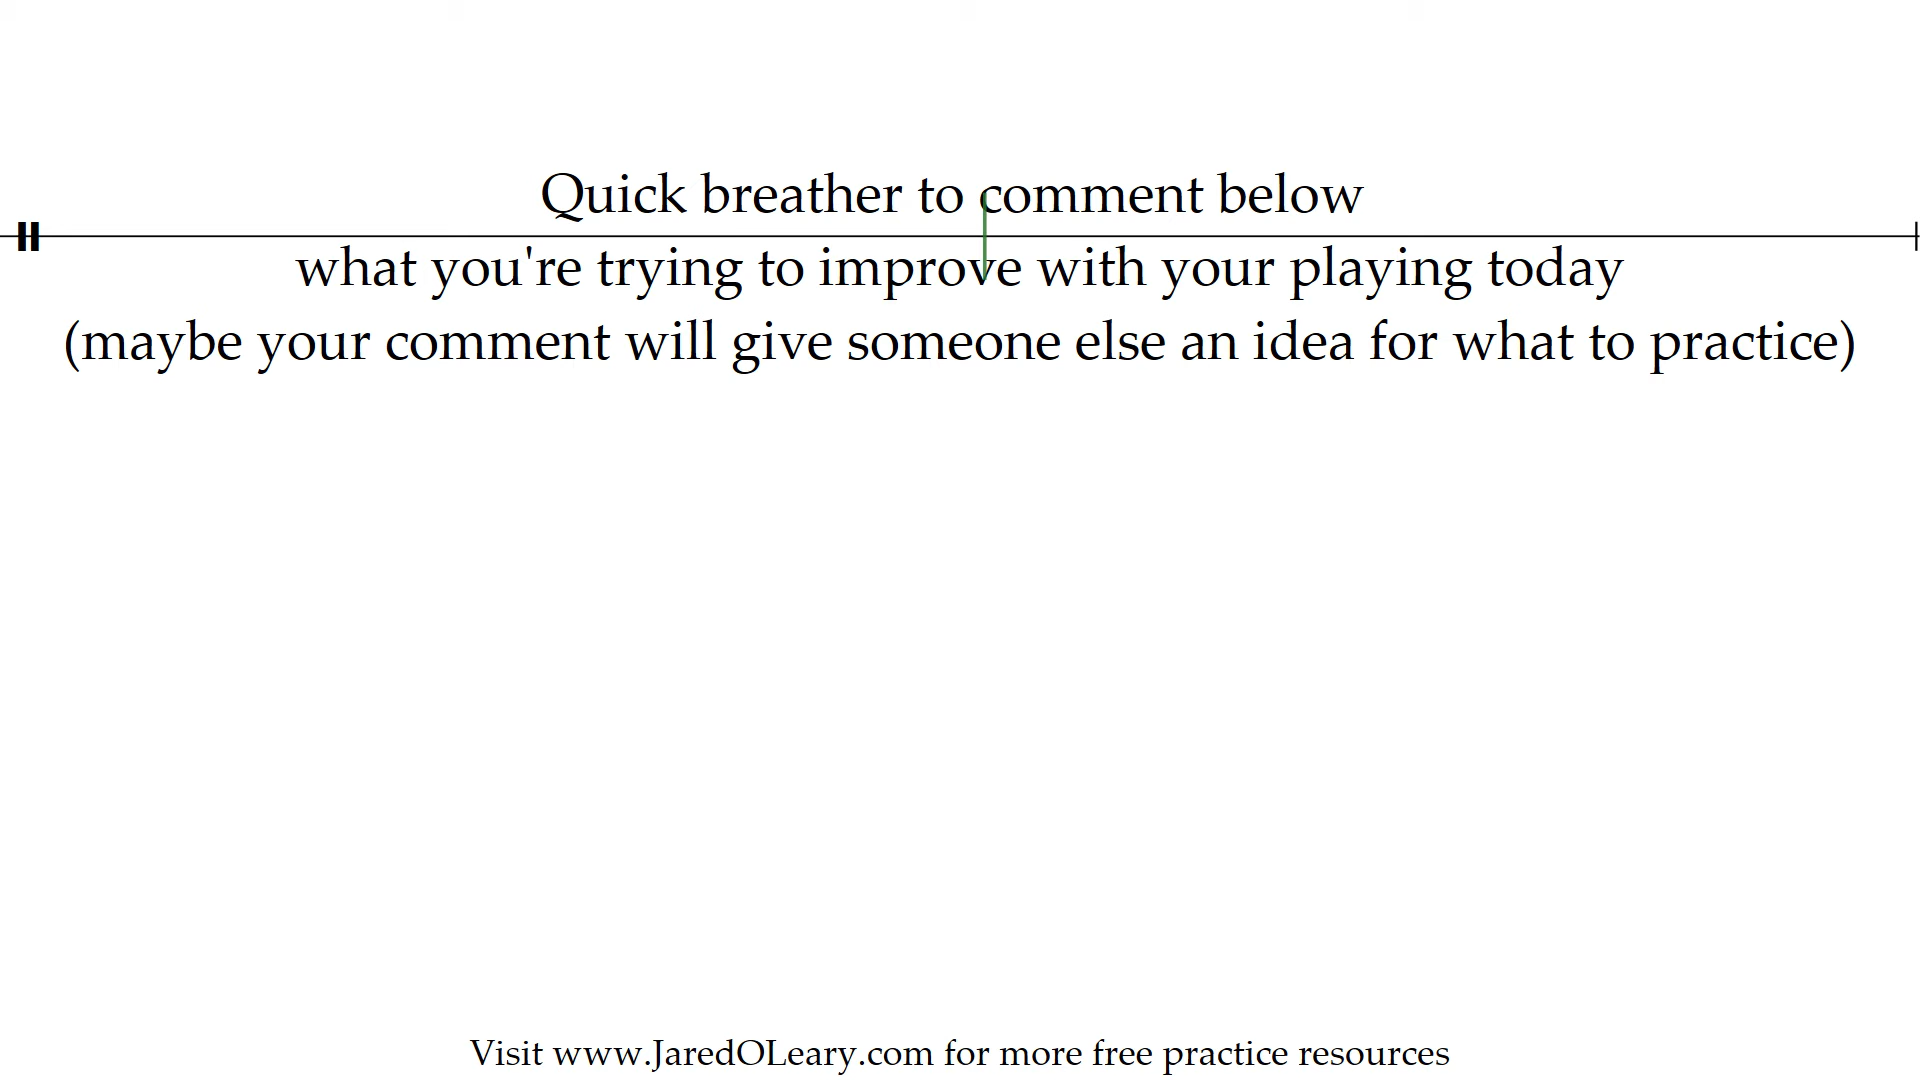 Quick breather to comment below
what you're trying to improve with your playing today
(maybe your comment will give someone else an idea for what to practice)
Visit www.JaredOLeary.com for more free practice resources